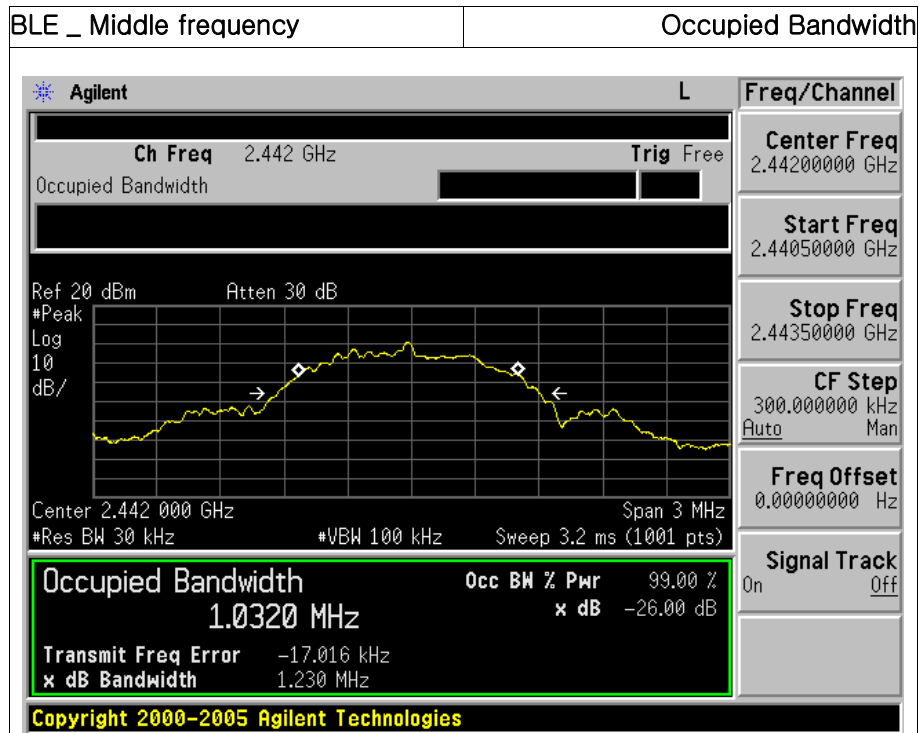 BLE _ Middle frequency
Occupied Bandwidth
Agilent
L
Freq/Channel
Ch Freq 2.442 GHz
Trig Free
Occupied Bandwidth
Center Freq
2.44200000 GHz
Start Freq
2.44050000 GHz
Stop Freq
2.44350000 GHz
CF Step
300.000000 kHz
Auto Man
Freq Offset
0.00000000 Hz
Signal Track
On Off
Ref 20 dBm
Atten 30 dB
#Peak
Log
10
dB/
Center 2.442 000 GHz
Span 3 MHz
#Res BW 30 kHz
#VBW 100 kHz
Sweep 3.2 ms (1001 pts)
Occupied Bandwidth
1.0320 MHz
Occ BW % Pwr 99.00 %
x dB -26.00 dB
Transmit Freq Error -17.016 kHz
x dB Bandwidth 1.230 MHz
Copyright 2000-2005 Agilent Technologies